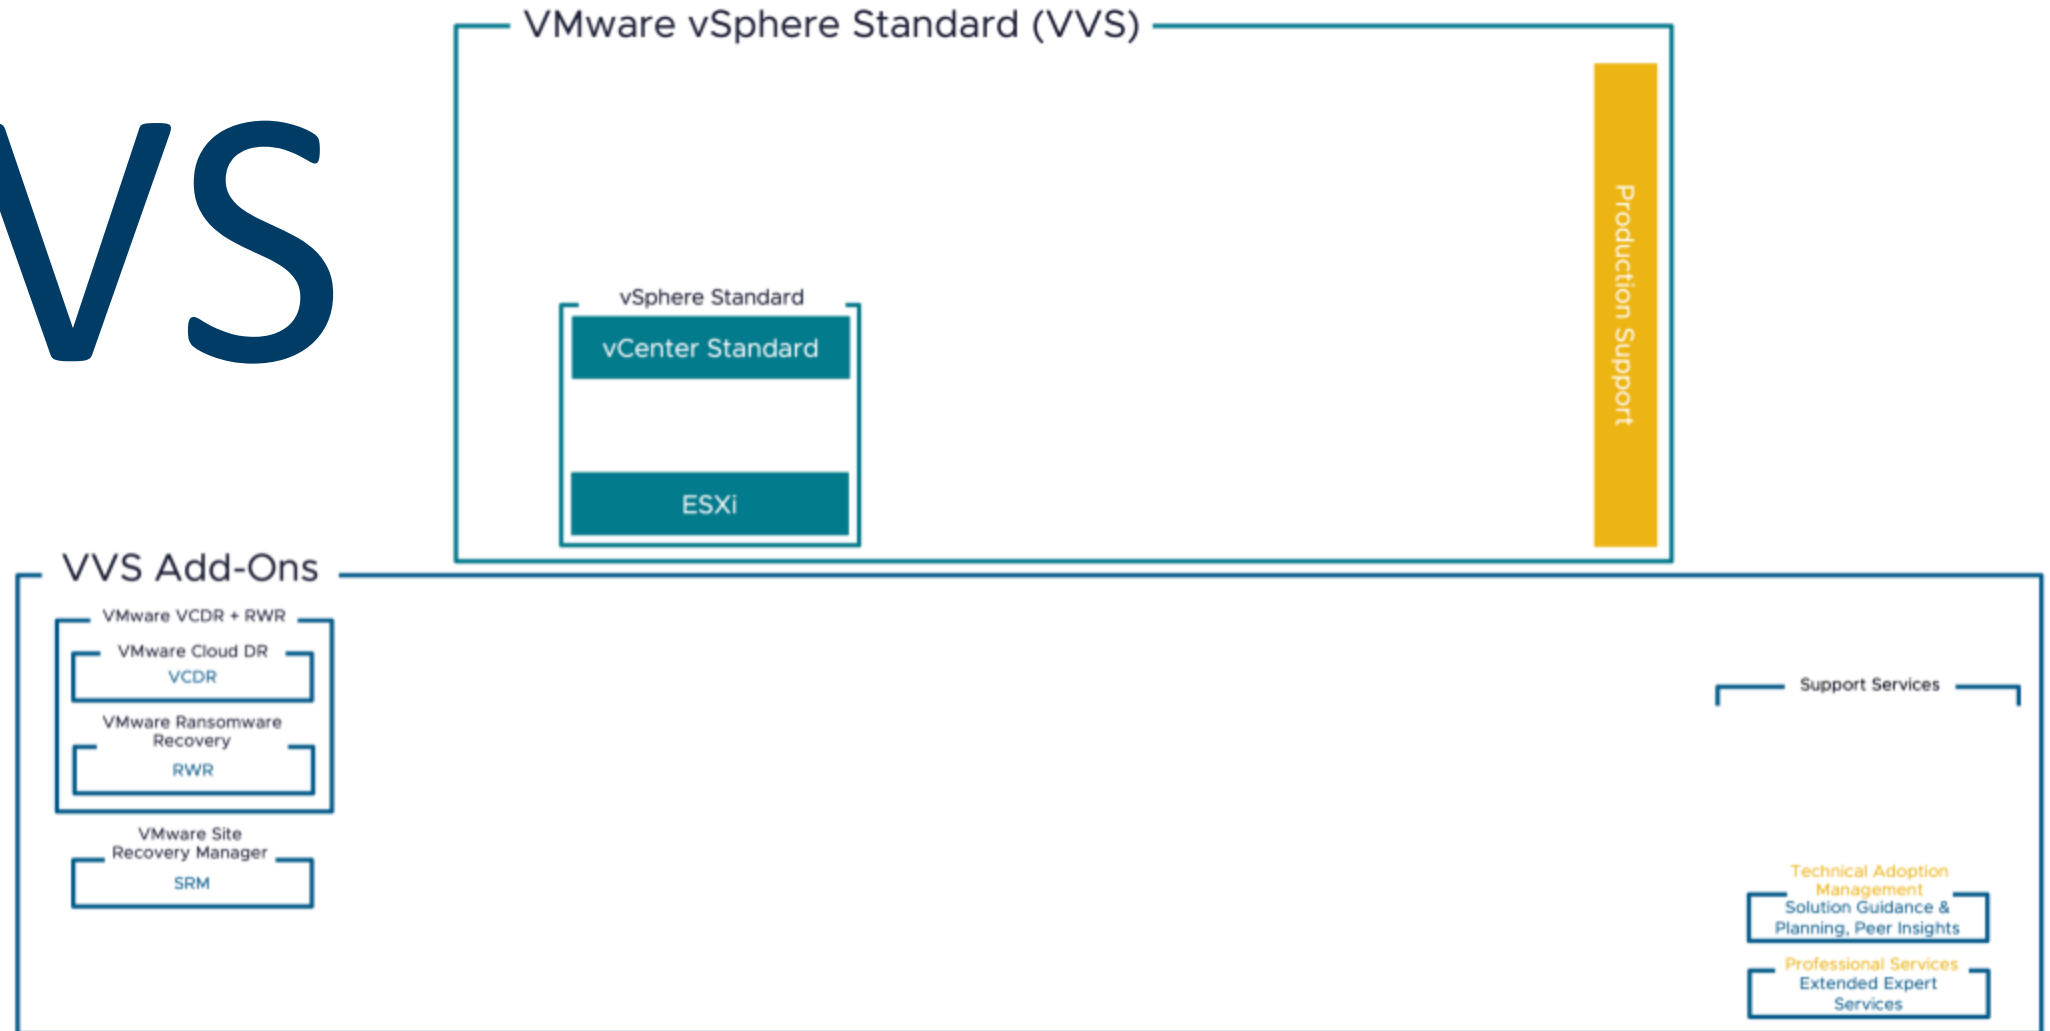 VMware vSphere Standard (VVS)
VS
Production Support
vSphere Standard
vCenter Standard
ESXi
VVS Add-Ons
VMware VCDR + RWR
VMware Cloud DR
VCDR
VMware Ransomware
Recovery
RWR
VMware Site
Recovery Manager
SRM
Support Services
Technical Adoption
Management
Solution Guidance &
Planning, Peer Insights
Professional Services
Extended Expert
Services